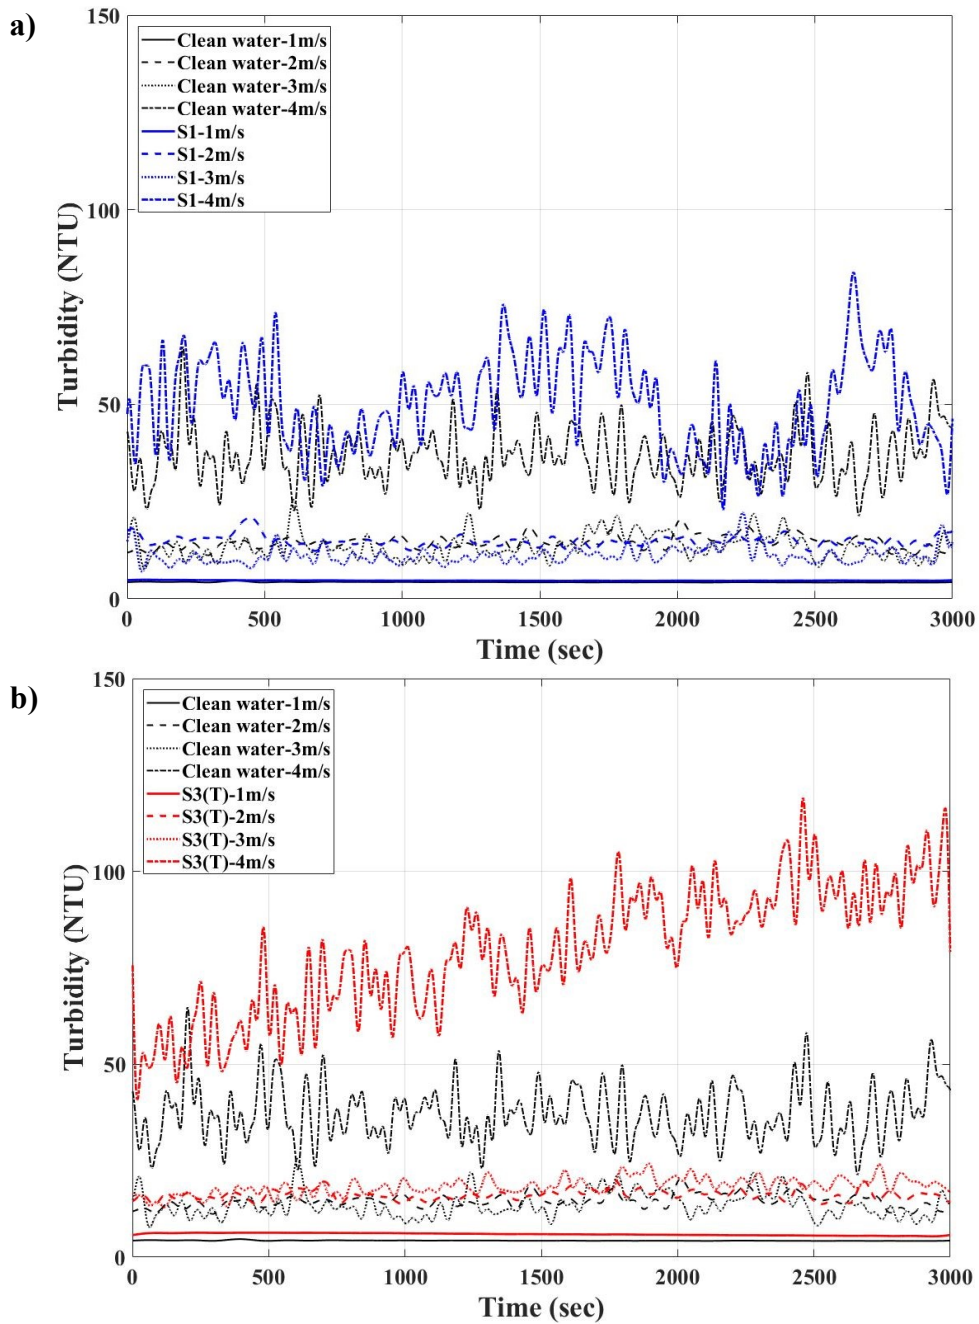 a)
150
Clean water-1m/s
Clean water-2m/s
Clean water-3m/s
Clean water-4m/s
S1-1m/s
S1-2m/s
S1-3m/s
S1-4m/s
100
Turbidity (NTU)
50
0
0 500 1000 1500 2000 2500 3000
Time (sec)
b)
150
Clean water-1m/s
Clean water-2m/s
Clean water-3m/s
Clean water-4m/s
S3(T)-1m/s
S3(T)-2m/s
S3(T)-3m/s
S3(T)-4m/s
100
Turbidity (NTU)
50
0
0 500 1000 1500 2000 2500 3000
Time (sec)